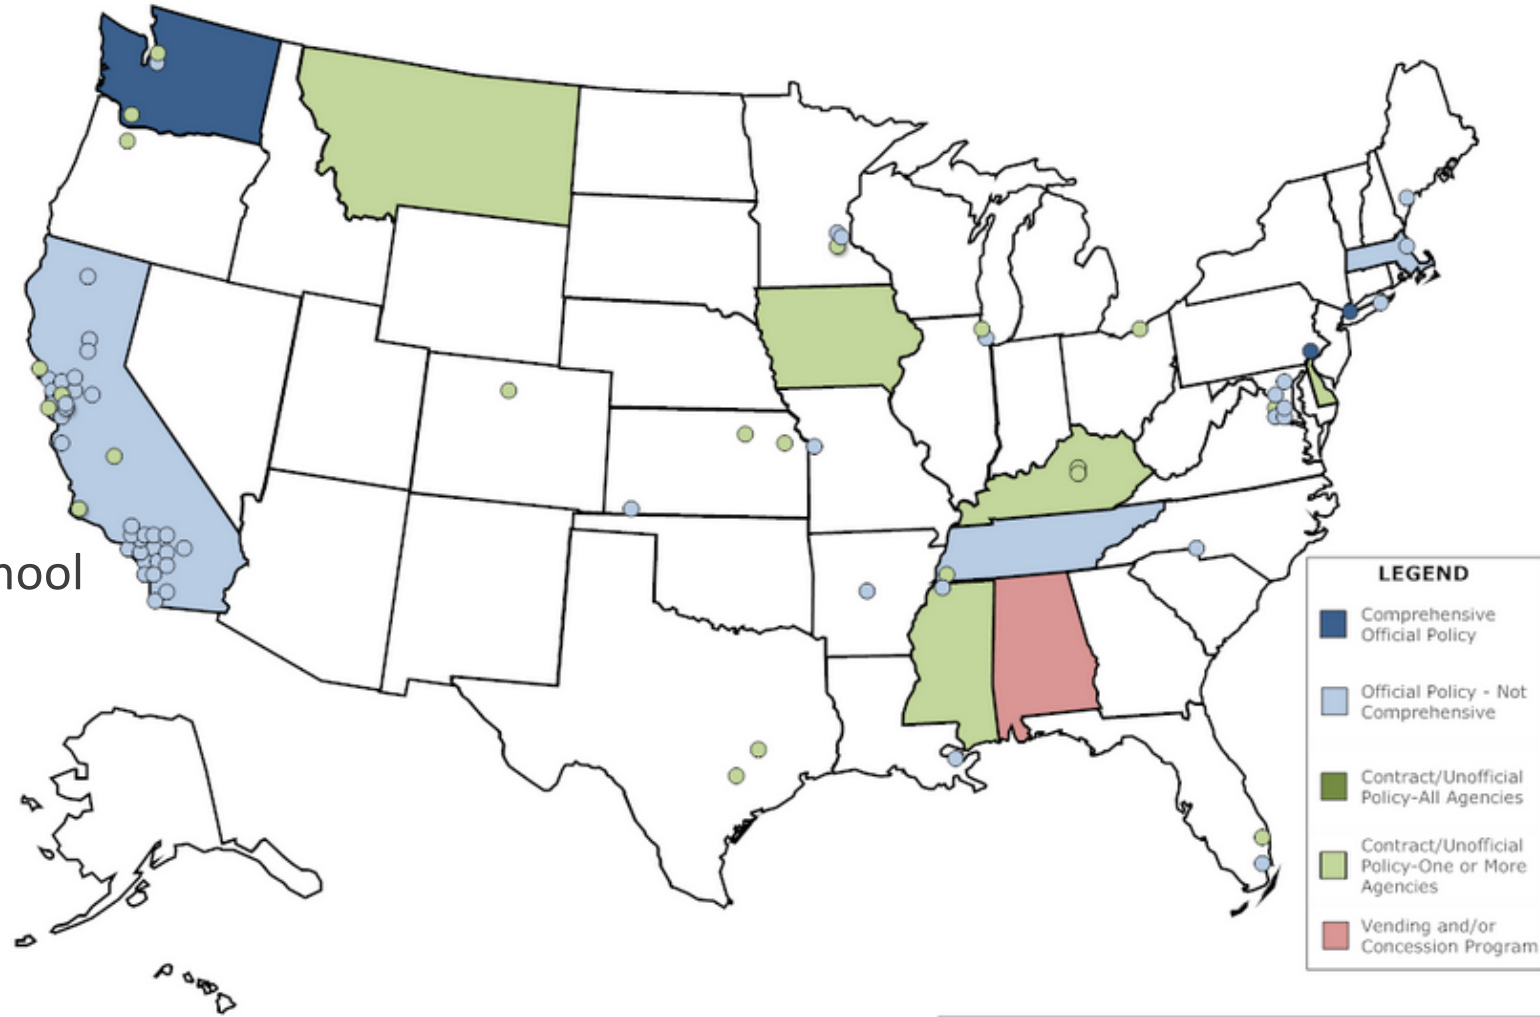 hool
LEGEND
Comprehensive
Official Policy
Official Policy - Not
Comprehensive
Contract/Unofficial
Policy-All Agencies
Contract/Unofficial
Policy-One or More
Agencies
Vending and/or
Concession Program